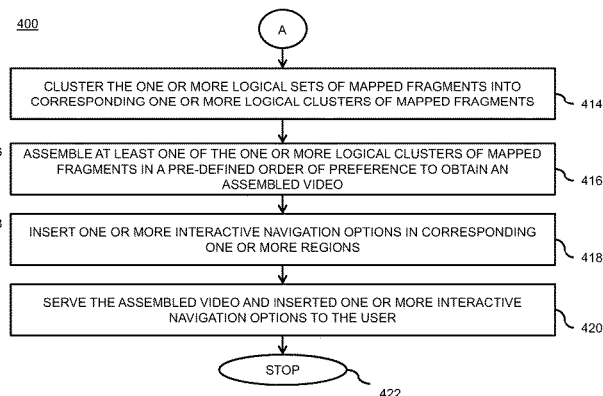 400
A
CLUSTER THE ONE OR MORE LOGICAL SETS OF MAPPED FRAGMENTS INTO
CORRESPONDING ONE OR MORE LOGICAL CLUSTERS OF MAPPED FRAGMENTS
414
ASSEMBLE AT LEAST ONE OF THE ONE OR MORE LOGICAL CLUSTERS OF MAPPED
FRAGMENTS IN A PRE-DEFINED ORDER OF PREFERENCE TO OBTAIN AN
ASSEMBLED VIDEO
416
INSERT ONE OR MORE INTERACTIVE NAVIGATION OPTIONS IN CORRESPONDING
ONE OR MORE REGIONS
418
SERVE THE ASSEMBLED VIDEO AND INSERTED ONE OR MORE INTERACTIVE
NAVIGATION OPTIONS TO THE USER
420
STOP
422